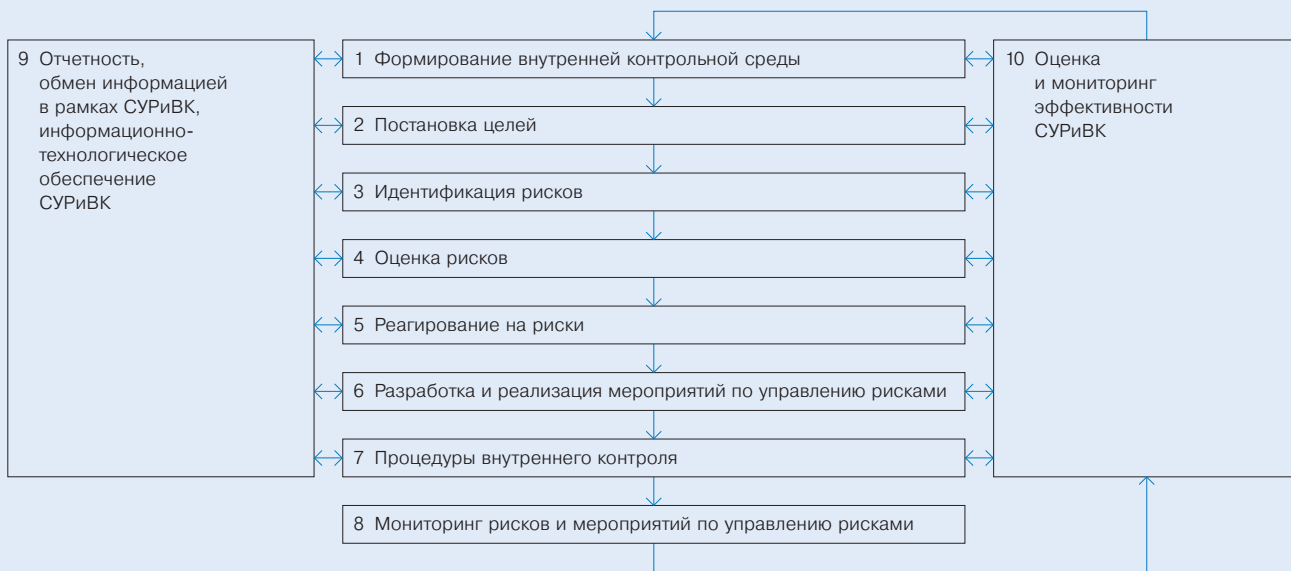 9 Отчетность,
обмен информацией
в рамках СУРиВК,
информационно-
технологическое
обеспечение
СУРиВК
1 Формирование внутренней контрольной среды
2 Постановка целей
3 Идентификация рисков
4 Оценка рисков
5 Реагирование на риски
6 Разработка и реализация мероприятий по управлению рисками
7 Процедуры внутреннего контроля
8 Мониторинг рисков и мероприятий по управлению рисками
10 Оценка
и мониторинг
эффективности
СУРиВК